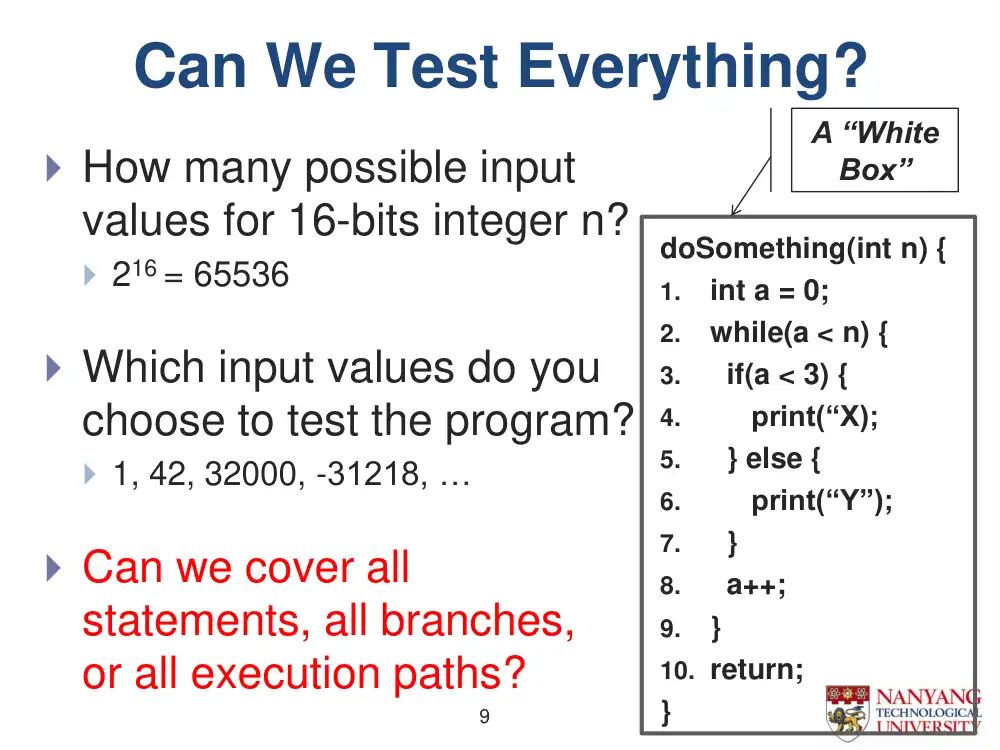 Can We Test Everything?
A “White
Box”
How many possible input
values for 16-bits integer n?
2¹⁶ = 65536
Which input values do you
choose to test the program?
1, 42, 32000, -31218, …
Can we cover all
statements, all branches,
or all execution paths?
doSomething(int n) {
1. int a = 0;
2. while(a < n) {
3. if(a < 3) {
4. print(“X);
5. } else {
6. print(“Y”);
7. }
8. a++;
9. }
10. return;
}
9
NANYANG
TECHNOLOGICAL
UNIVERSITY